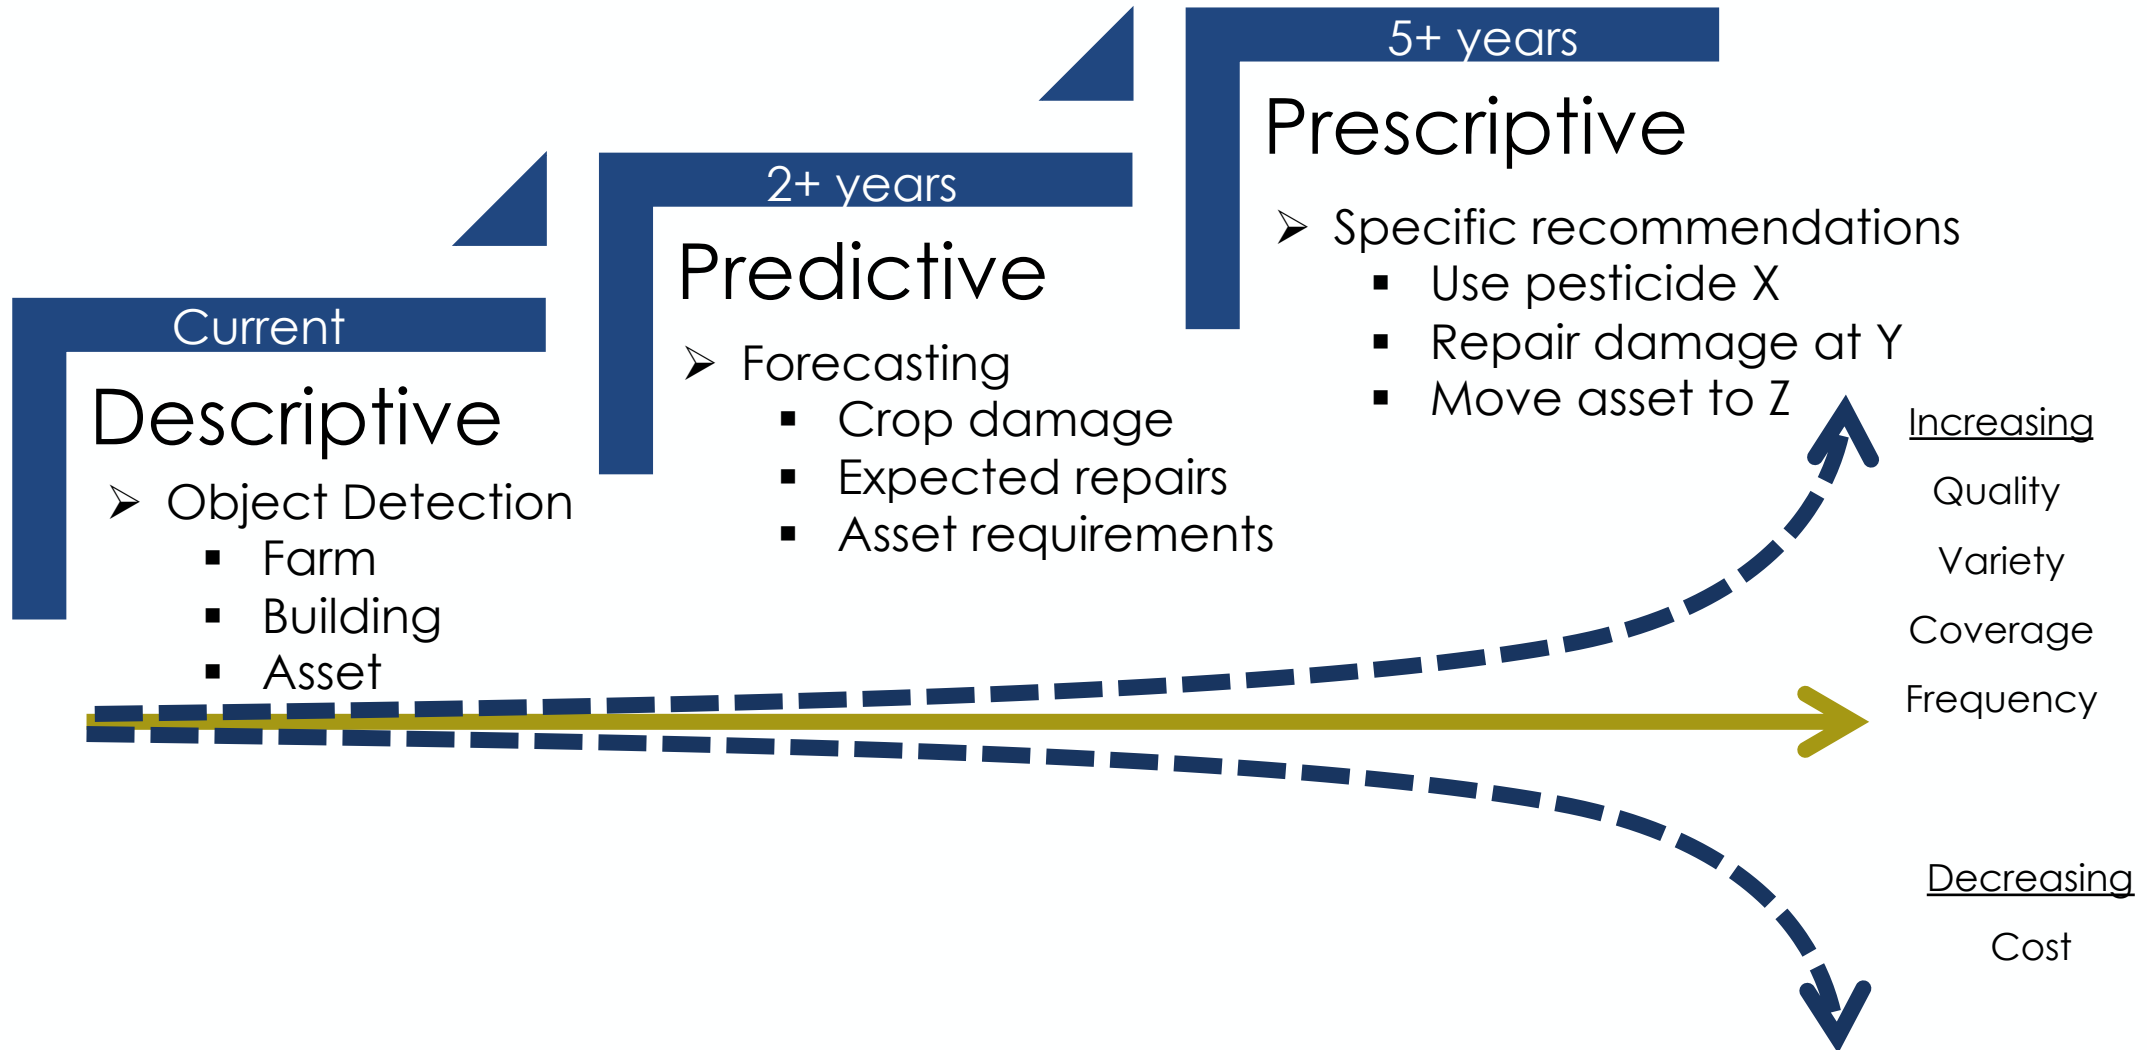 Current
Descriptive
➢ Object Detection
▪ Farm
▪ Building
▪ Asset
2+ years
Predictive
➢ Forecasting
▪ Crop damage
▪ Expected repairs
▪ Asset requirements
5+ years
Prescriptive
➢ Specific recommendations
▪ Use pesticide X
▪ Repair damage at Y
▪ Move asset to Z
Increasing
Quality
Variety
Coverage
Frequency
Decreasing
Cost